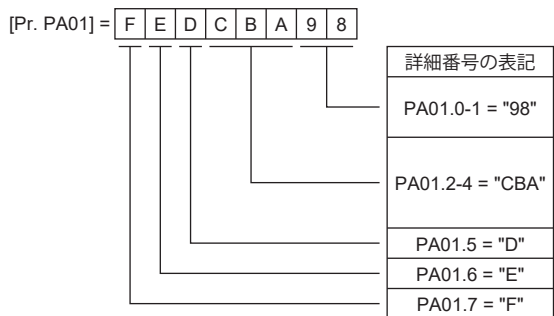 [Pr. PA01] = F E D C B A 9 8
詳細番号の表記
PA01.0-1 = "98"
PA01.2-4 = "CBA"
PA01.5 = "D"
PA01.6 = "E"
PA01.7 = "F"